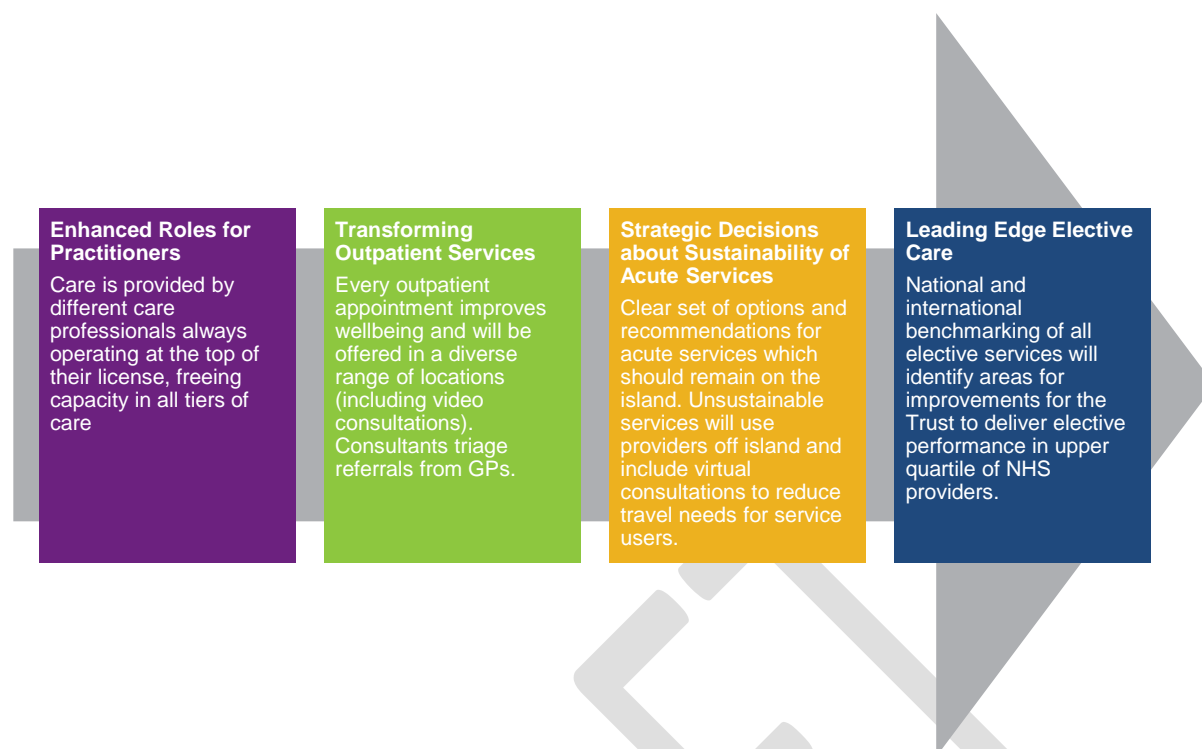 Enhanced Roles for
Practitioners
Care is provided by
different care
professionals always
operating at the top of
their license, freeing
capacity in all tiers of
care
Transforming
Outpatient Services
Every outpatient
appointment improves
wellbeing and will be
offered in a diverse
range of locations
(including video
consultations).
Consultants triage
referrals from GPs.
Strategic Decisions
about Sustainability of
Acute Services
Clear set of options and
recommendations for
acute services which
should remain on the
island. Unsustainable
services will use
providers off island and
include virtual
consultations to reduce
travel needs for service
users.
Leading Edge Elective
Care
National and
international
benchmarking of all
elective services will
identify areas for
improvements for the
Trust to deliver elective
performance in upper
quartile of NHS
providers.